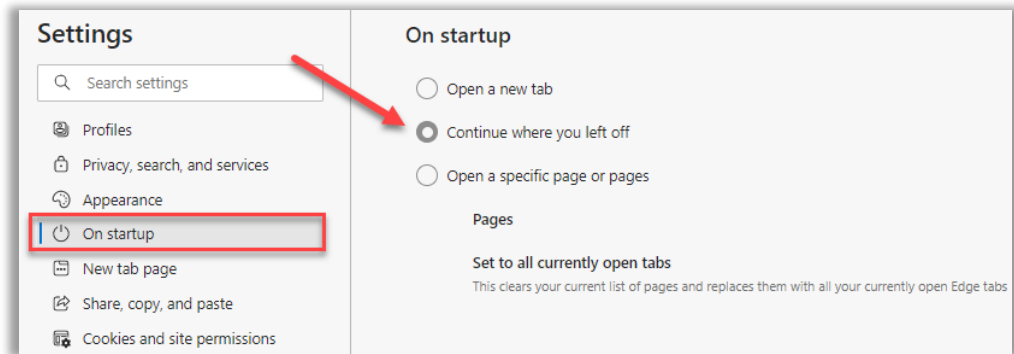 Settings
Search settings
Profiles
Privacy, search, and services
Appearance
On startup
New tab page
Share, copy, and paste
Cookies and site permissions
On startup
Open a new tab
Continue where you left off
Open a specific page or pages
Pages
Set to all currently open tabs
This clears your current list of pages and replaces them with all your currently open Edge tabs